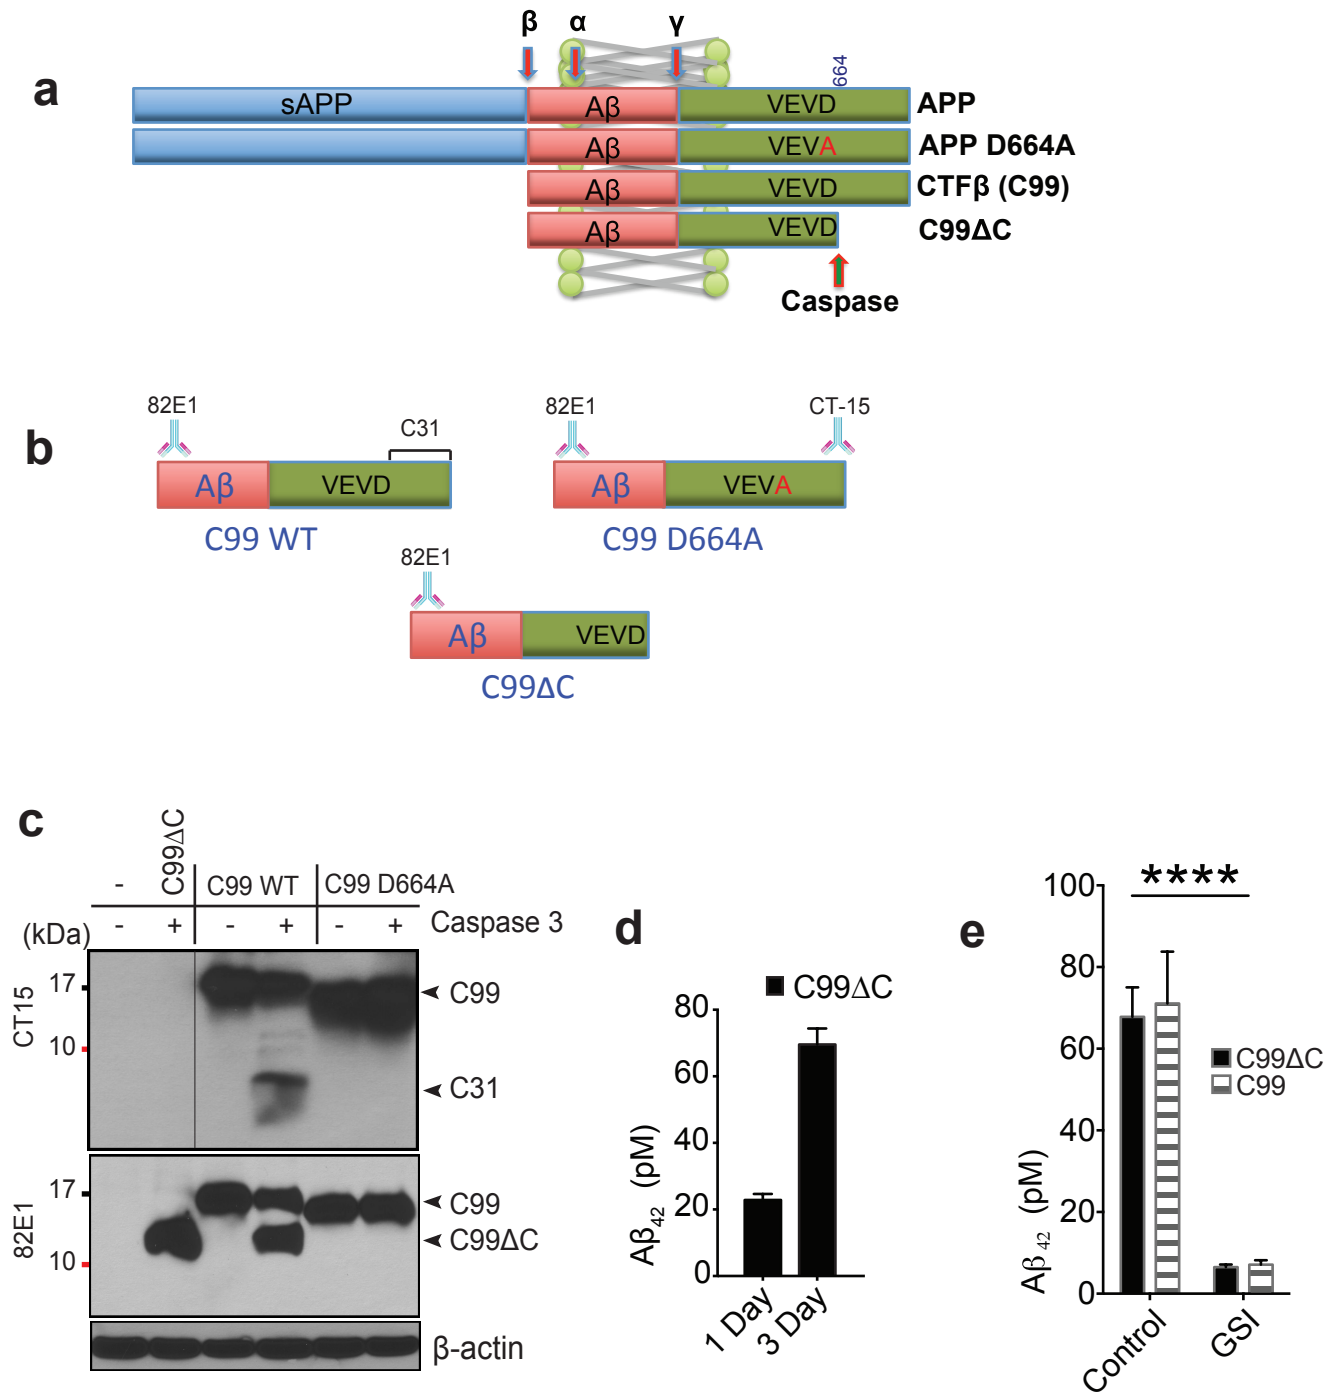 a
β α γ
664
sAPP Aβ VEVD APP
Aβ VEVA APP D664A
Aβ VEVD CTFβ (C99)
Aβ VEVD C99ΔC
Caspase
b
82E1 C31 82E1 CT-15
Aβ VEVD Aβ VEVA
C99 WT C99 D664A
82E1
Aβ VEVD
C99ΔC
c
- C99ΔC C99 WT C99 D664A
(kDa) - + - + - + Caspase 3
CT15
17 C99
10
C31
82E1
17 C99
C99ΔC
10
β-actin
d
C99ΔC
Aβ42 (pM)
80
60
40
20
0
1 Day 3 Day
e
****
Aβ42 (pM)
100
80
60
40
20
0
C99ΔC
C99
Control GSI